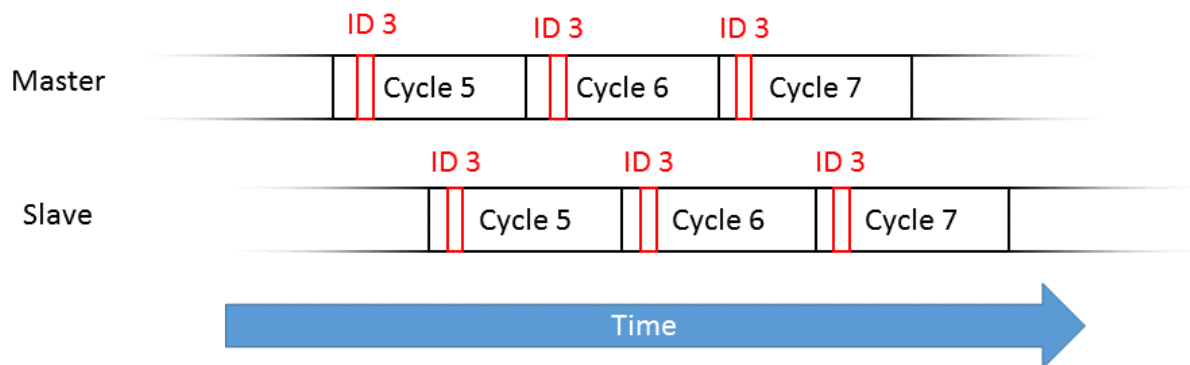 ID 3 ID 3 ID 3
Master Cycle 5 Cycle 6 Cycle 7
ID 3 ID 3 ID 3
Slave Cycle 5 Cycle 6 Cycle 7
Time